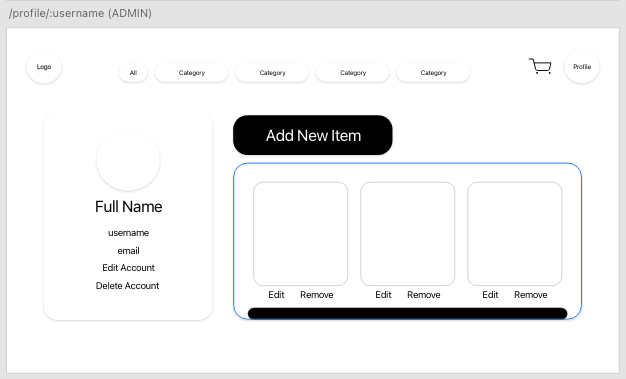 /profile/:username (ADMIN)
Logo
All
Category
Category
Category
Category
Profile
Full Name
username
email
Edit Account
Delete Account
Add New Item
Edit Remove
Edit Remove
Edit Remove